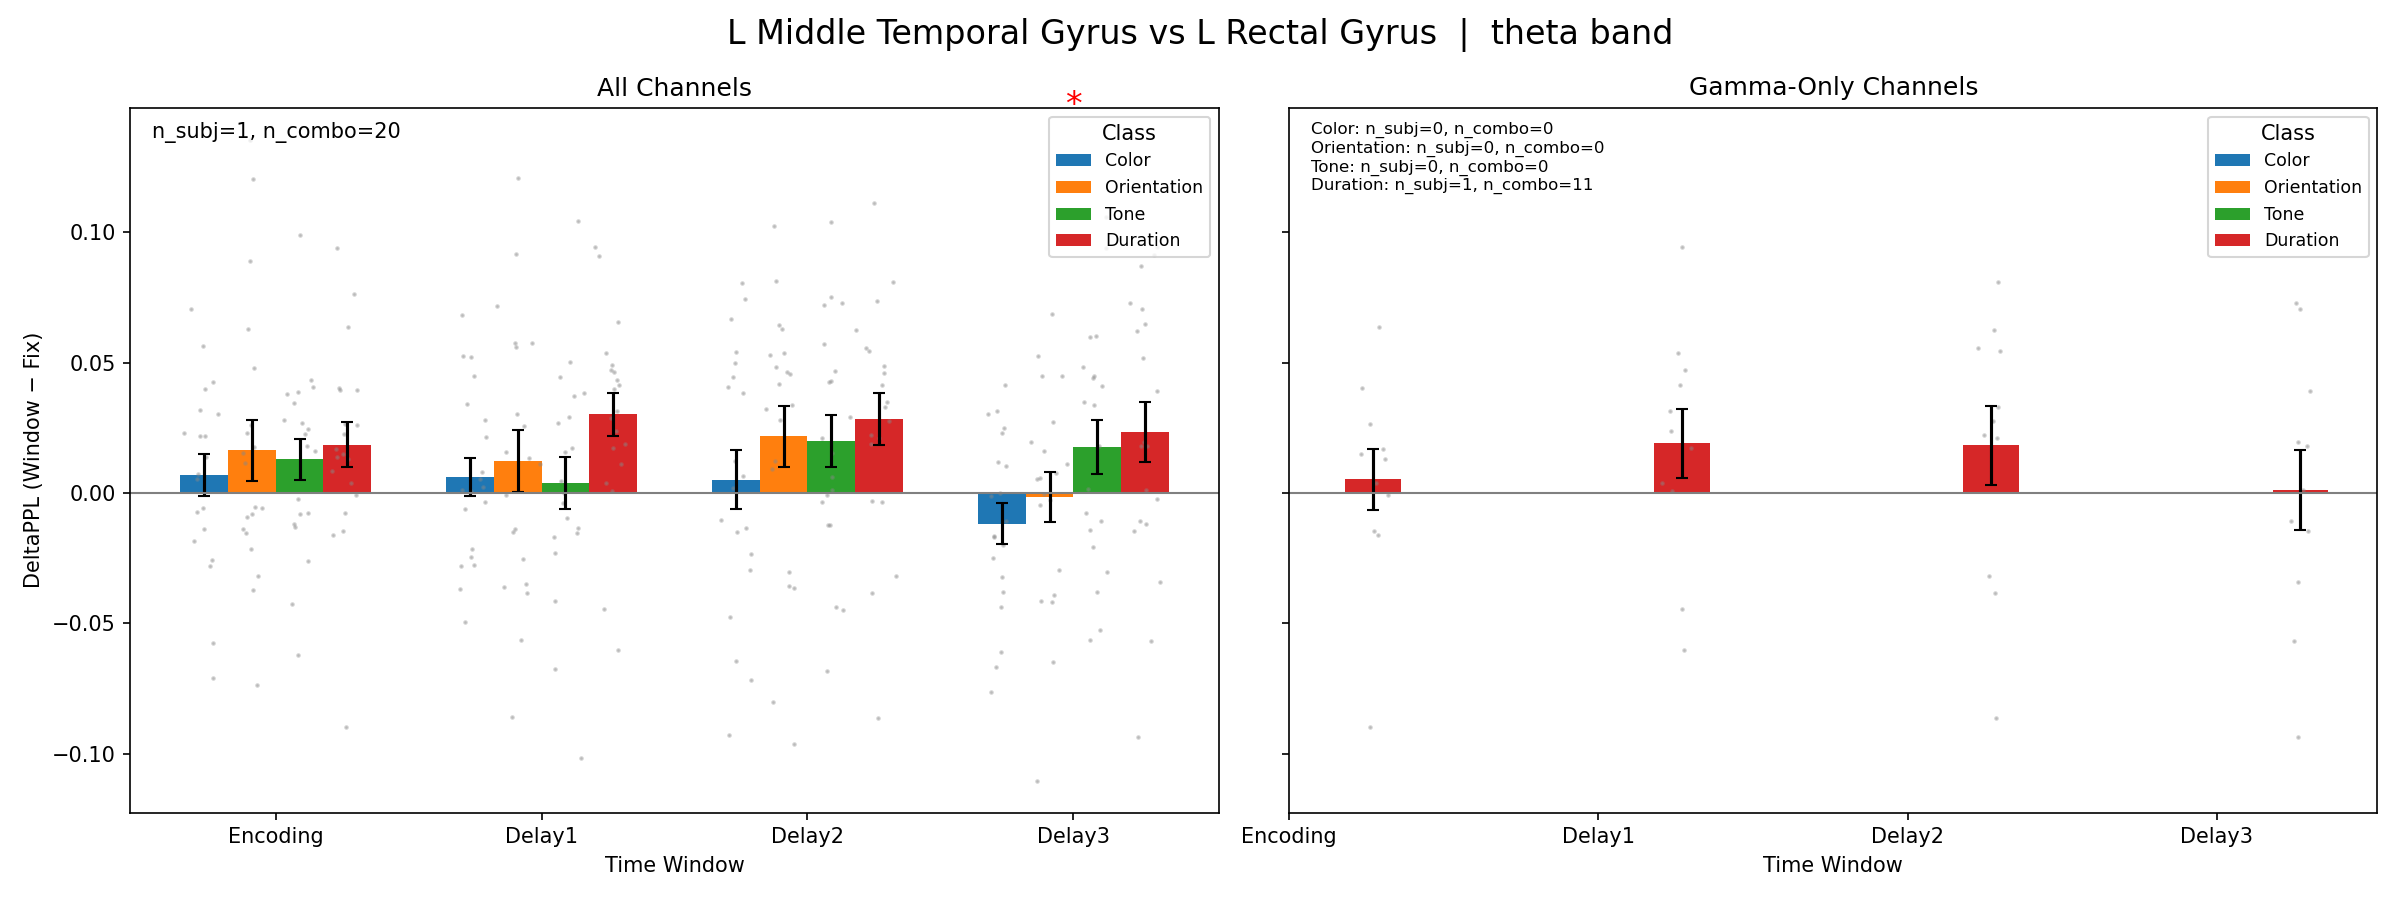 L Middle Temporal Gyrus vs L Rectal Gyrus | theta band
All Channels
*
n_subj=1, n_combo=20
Class
Color
Orientation
Tone
Duration
DeltaPPL (Window − Fix)
0.10
0.05
0.00
−0.05
−0.10
Encoding
Delay1
Delay2
Delay3
Time Window
Gamma-Only Channels
Color: n_subj=0, n_combo=0
Orientation: n_subj=0, n_combo=0
Tone: n_subj=0, n_combo=0
Duration: n_subj=1, n_combo=11
Class
Color
Orientation
Tone
Duration
Encoding
Delay1
Delay2
Delay3
Time Window